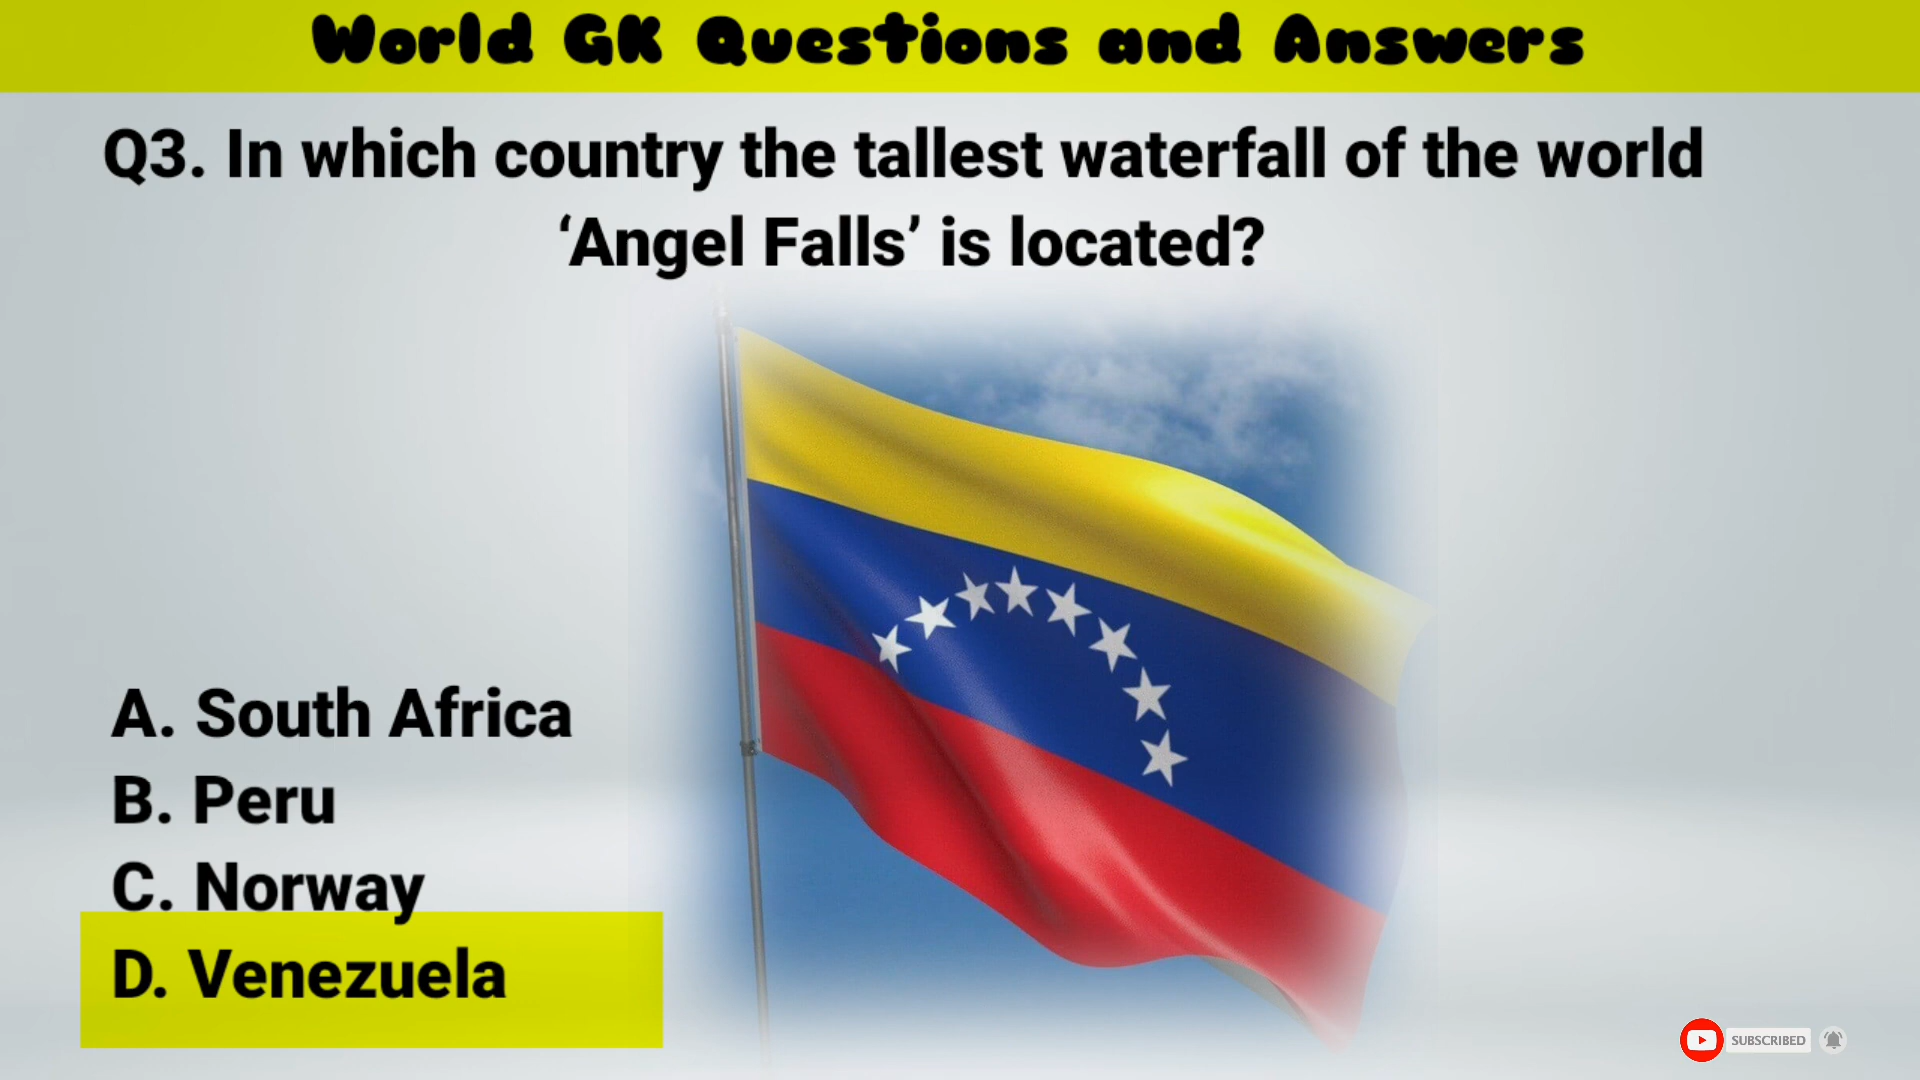 World GK Questions and Answers
Q3. In which country the tallest waterfall of the world
‘Angel Falls’ is located?
A. South Africa
B. Peru
C. Norway
D. Venezuela
SUBSCRIBED